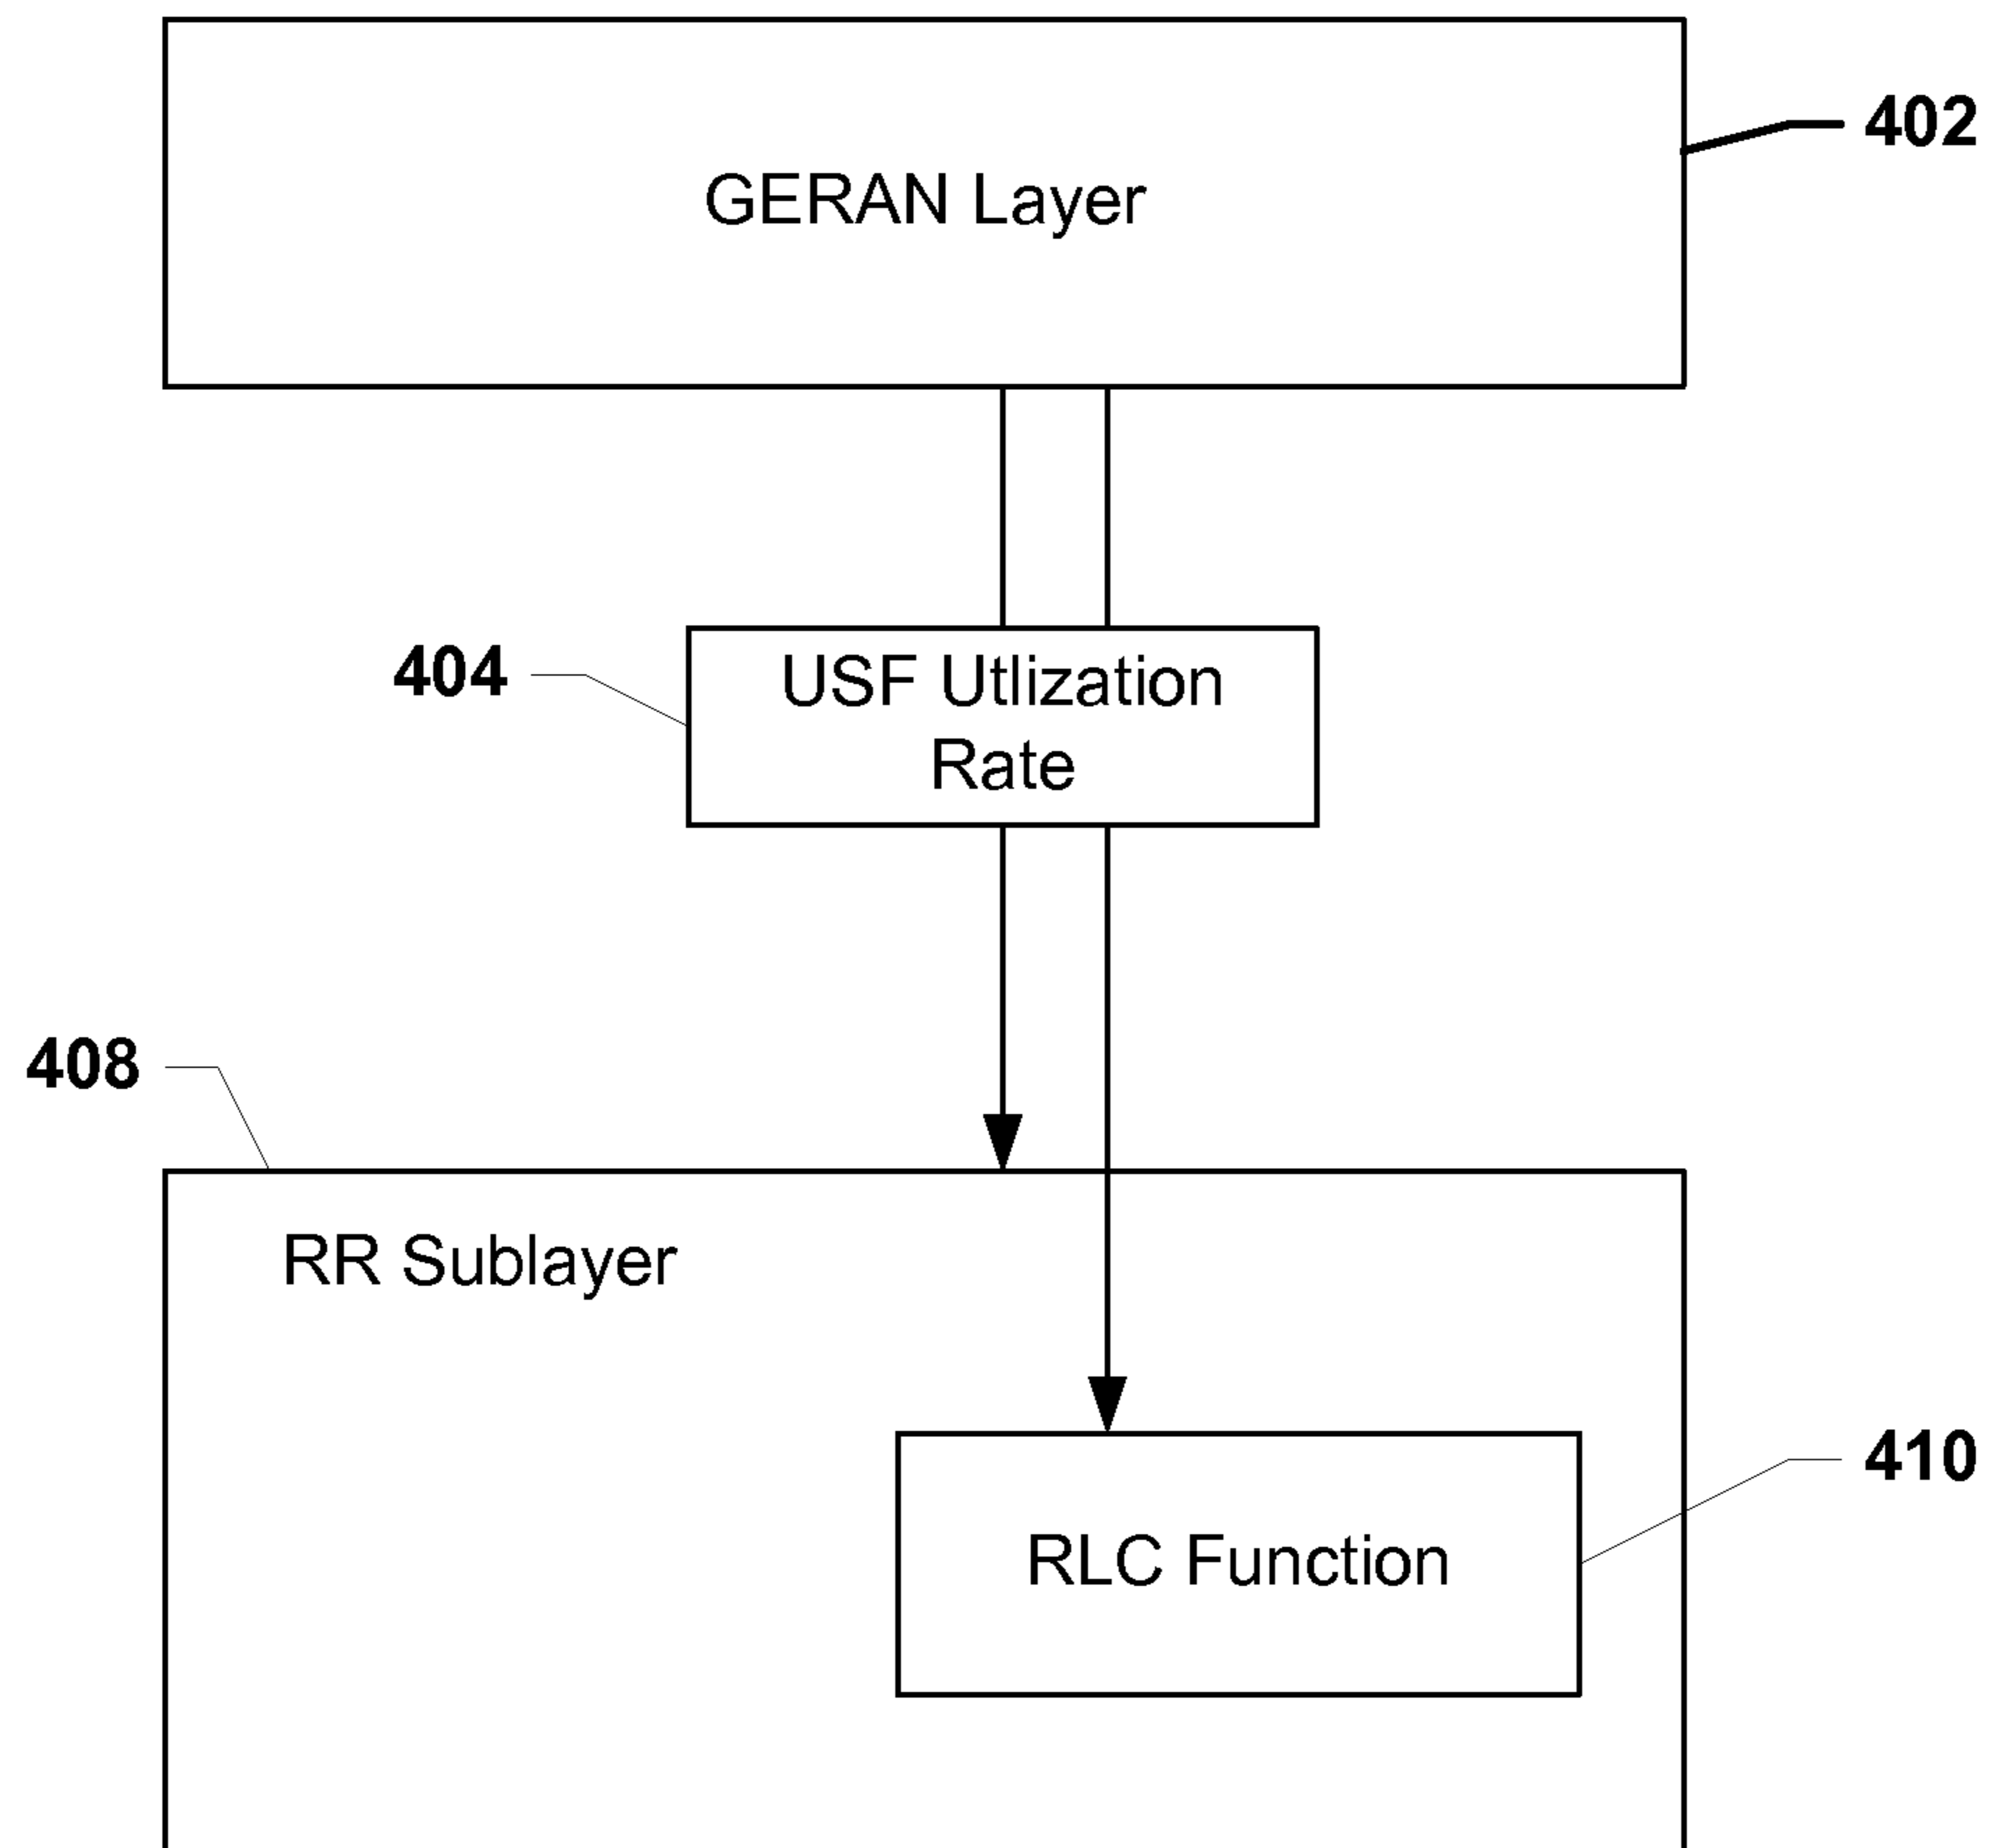 402
GERAN Layer
404
USF Utlization
Rate
408
RR Sublayer
410
RLC Function